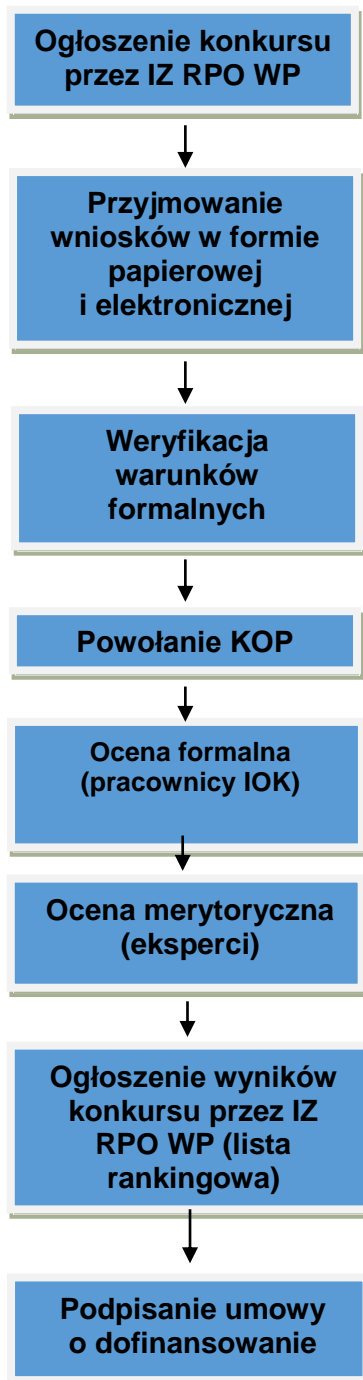 Ogłoszenie konkursu
przez IZ RPO WP
Przyjmowanie
wniosków w formie
papierowej
i elektronicznej
Weryfikacja
warunków
formalnych
Powołanie KOP
Ocena formalna
(pracownicy IOK)
Ocena merytoryczna
(eksperci)
Ogłoszenie wyników
konkursu przez IZ
RPO WP (lista
rankingowa)
Podpisanie umowy
o dofinansowanie